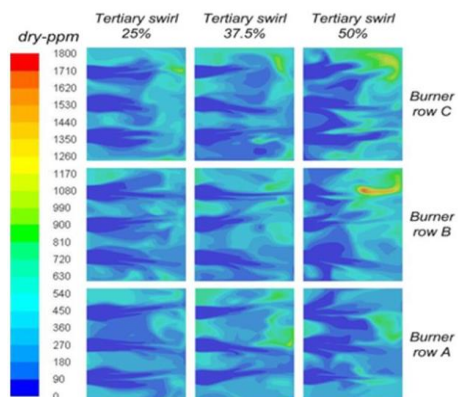 Tertiary swirl
25%
Tertiary swirl
37.5%
Tertiary swirl
50%
dry-ppm
1800
1710
1620
1530
1440
1350
1260
1170
1080
990
900
810
720
630
540
450
360
270
180
90
0
Burner
row C
Burner
row B
Burner
row A